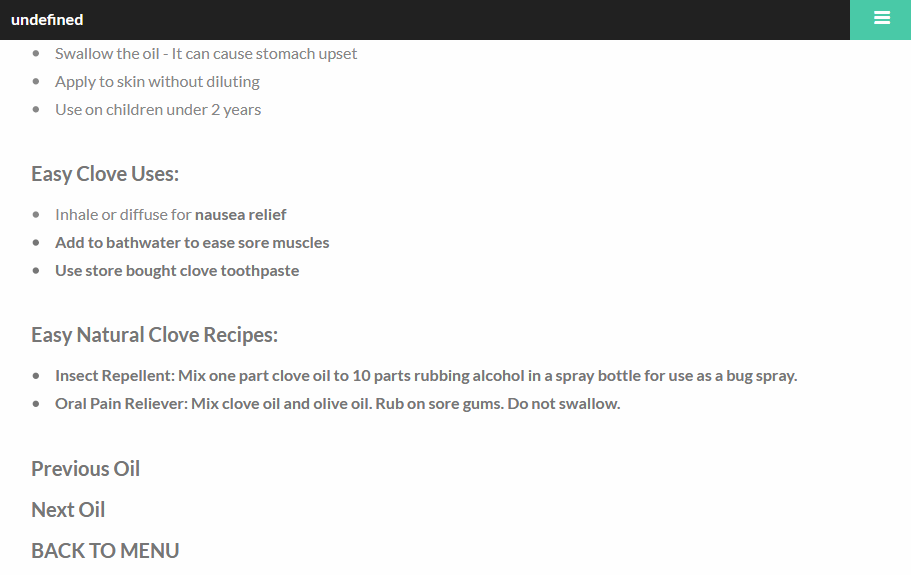 undefined
Swallow the oil - It can cause stomach upset
Apply to skin without diluting
Use on children under 2 years
Easy Clove Uses:
Inhale or diffuse for nausea relief
Add to bathwater to ease sore muscles
Use store bought clove toothpaste
Easy Natural Clove Recipes:
Insect Repellent: Mix one part clove oil to 10 parts rubbing alcohol in a spray bottle for use as a bug spray.
Oral Pain Reliever: Mix clove oil and olive oil. Rub on sore gums. Do not swallow.
Previous Oil
Next Oil
BACK TO MENU